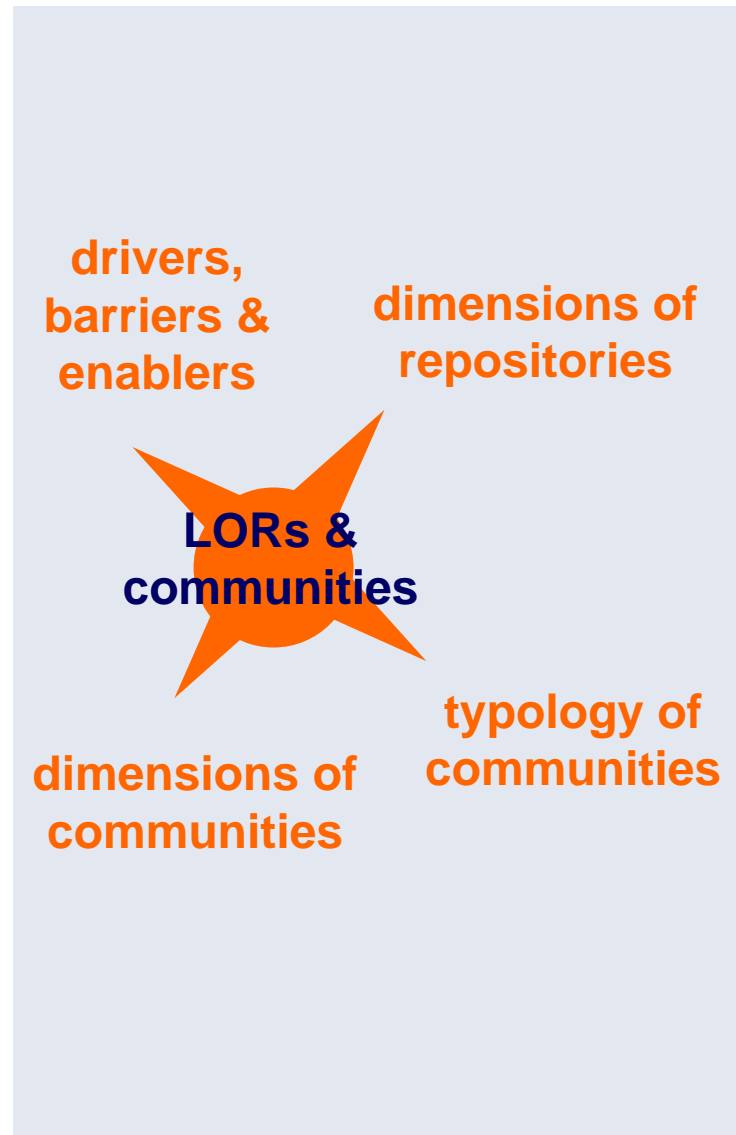 drivers,
barriers &
enablers
dimensions of
repositories
LORs &
communities
typology of
communities
dimensions of
communities